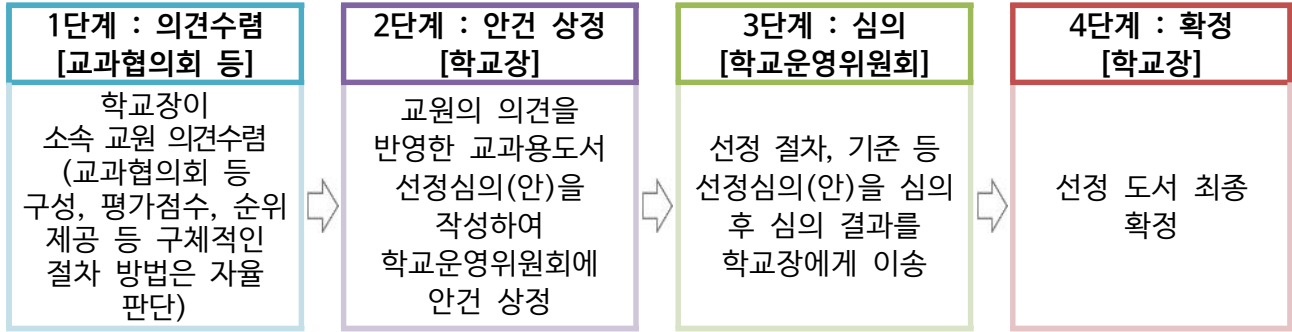 1단계 : 의견수렴
[교과협의회 등]
학교장이
소속 교원 의견수렴
(교과협의회 등
구성, 평가점수, 순위
제공 등 구체적인
절차 방법은 자율
판단)
2단계 : 안건 상정
[학교장]
교원의 의견을
반영한 교과용도서
선정심의(안)을
작성하여
학교운영위원회에
안건 상정
3단계 : 심의
[학교운영위원회]
선정 절차, 기준 등
선정심의(안)을 심의
후 심의 결과를
학교장에게 이송
4단계 : 확정
[학교장]
선정 도서 최종
확정